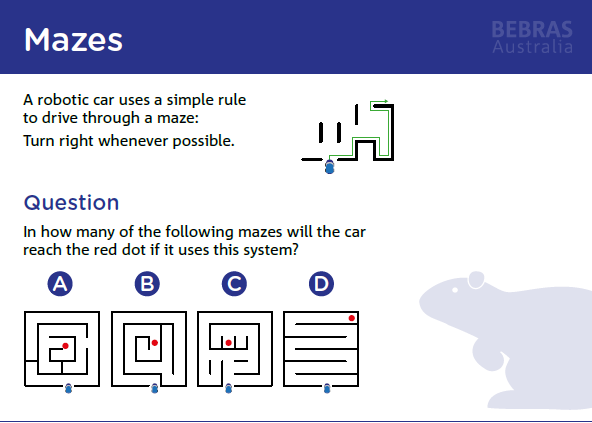 Mazes
BEBRAS
Australia
A robotic car uses a simple rule
to drive through a maze:
Turn right whenever possible.
Question
In how many of the following mazes will the car
reach the red dot if it uses this system?
A B C D